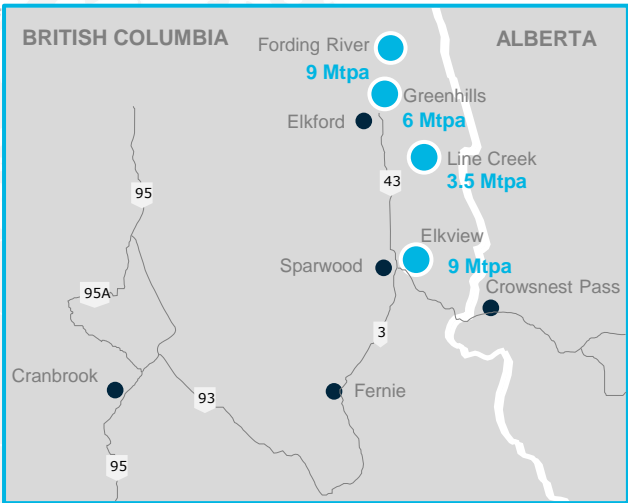 BRITISH COLUMBIA
Fording River
ALBERTA
9 Mtpa
Greenhills
Elkford
6 Mtpa
Line Creek
43
3.5 Mtpa
95
Elkview
Sparwood
9 Mtpa
95A
Crowsnest Pass
3
Cranbrook
93
Fernie
95